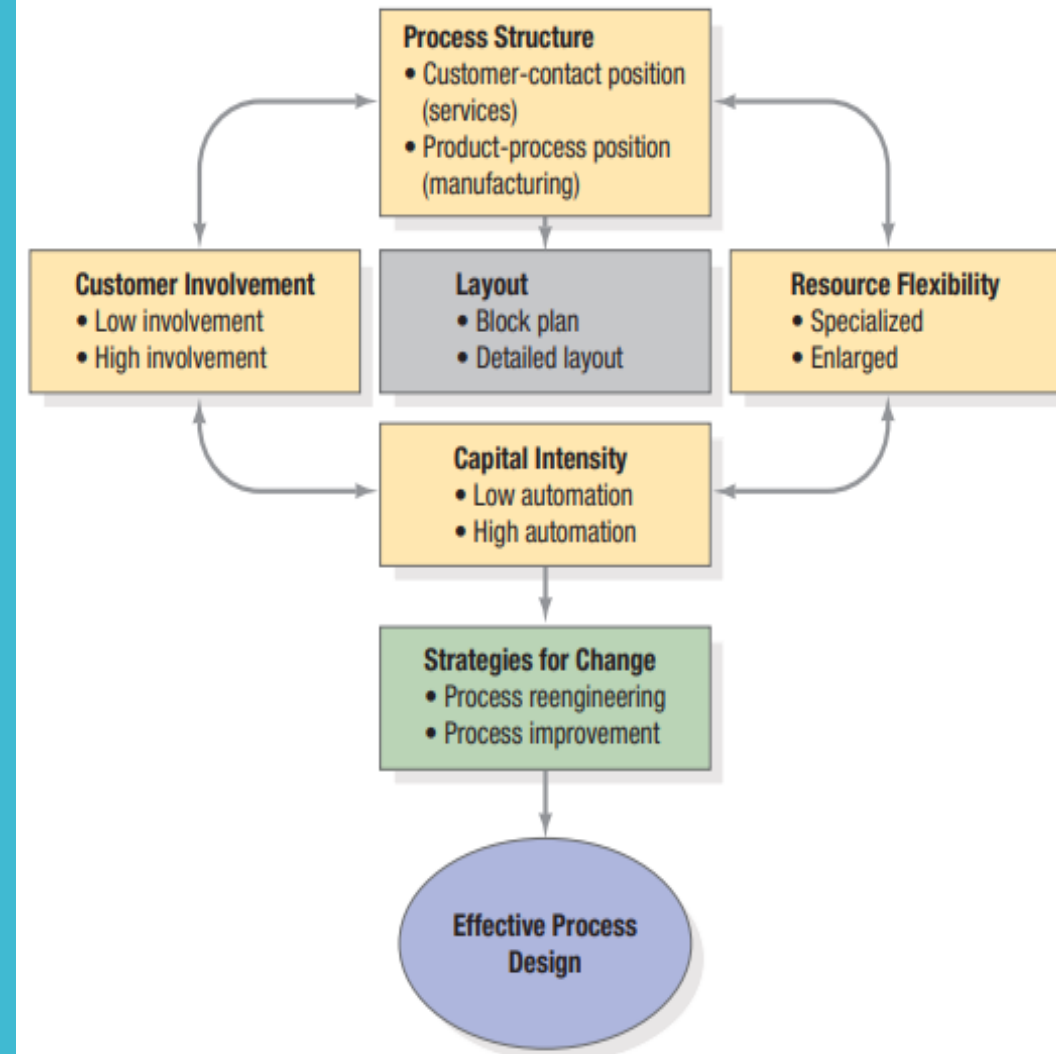 Process Structure
• Customer-contact position
(services)
• Product-process position
(manufacturing)
Customer Involvement
• Low involvement
• High involvement
Layout
• Block plan
• Detailed layout
Resource Flexibility
• Specialized
• Enlarged
Capital Intensity
• Low automation
• High automation
Strategies for Change
• Process reengineering
• Process improvement
Effective Process
Design